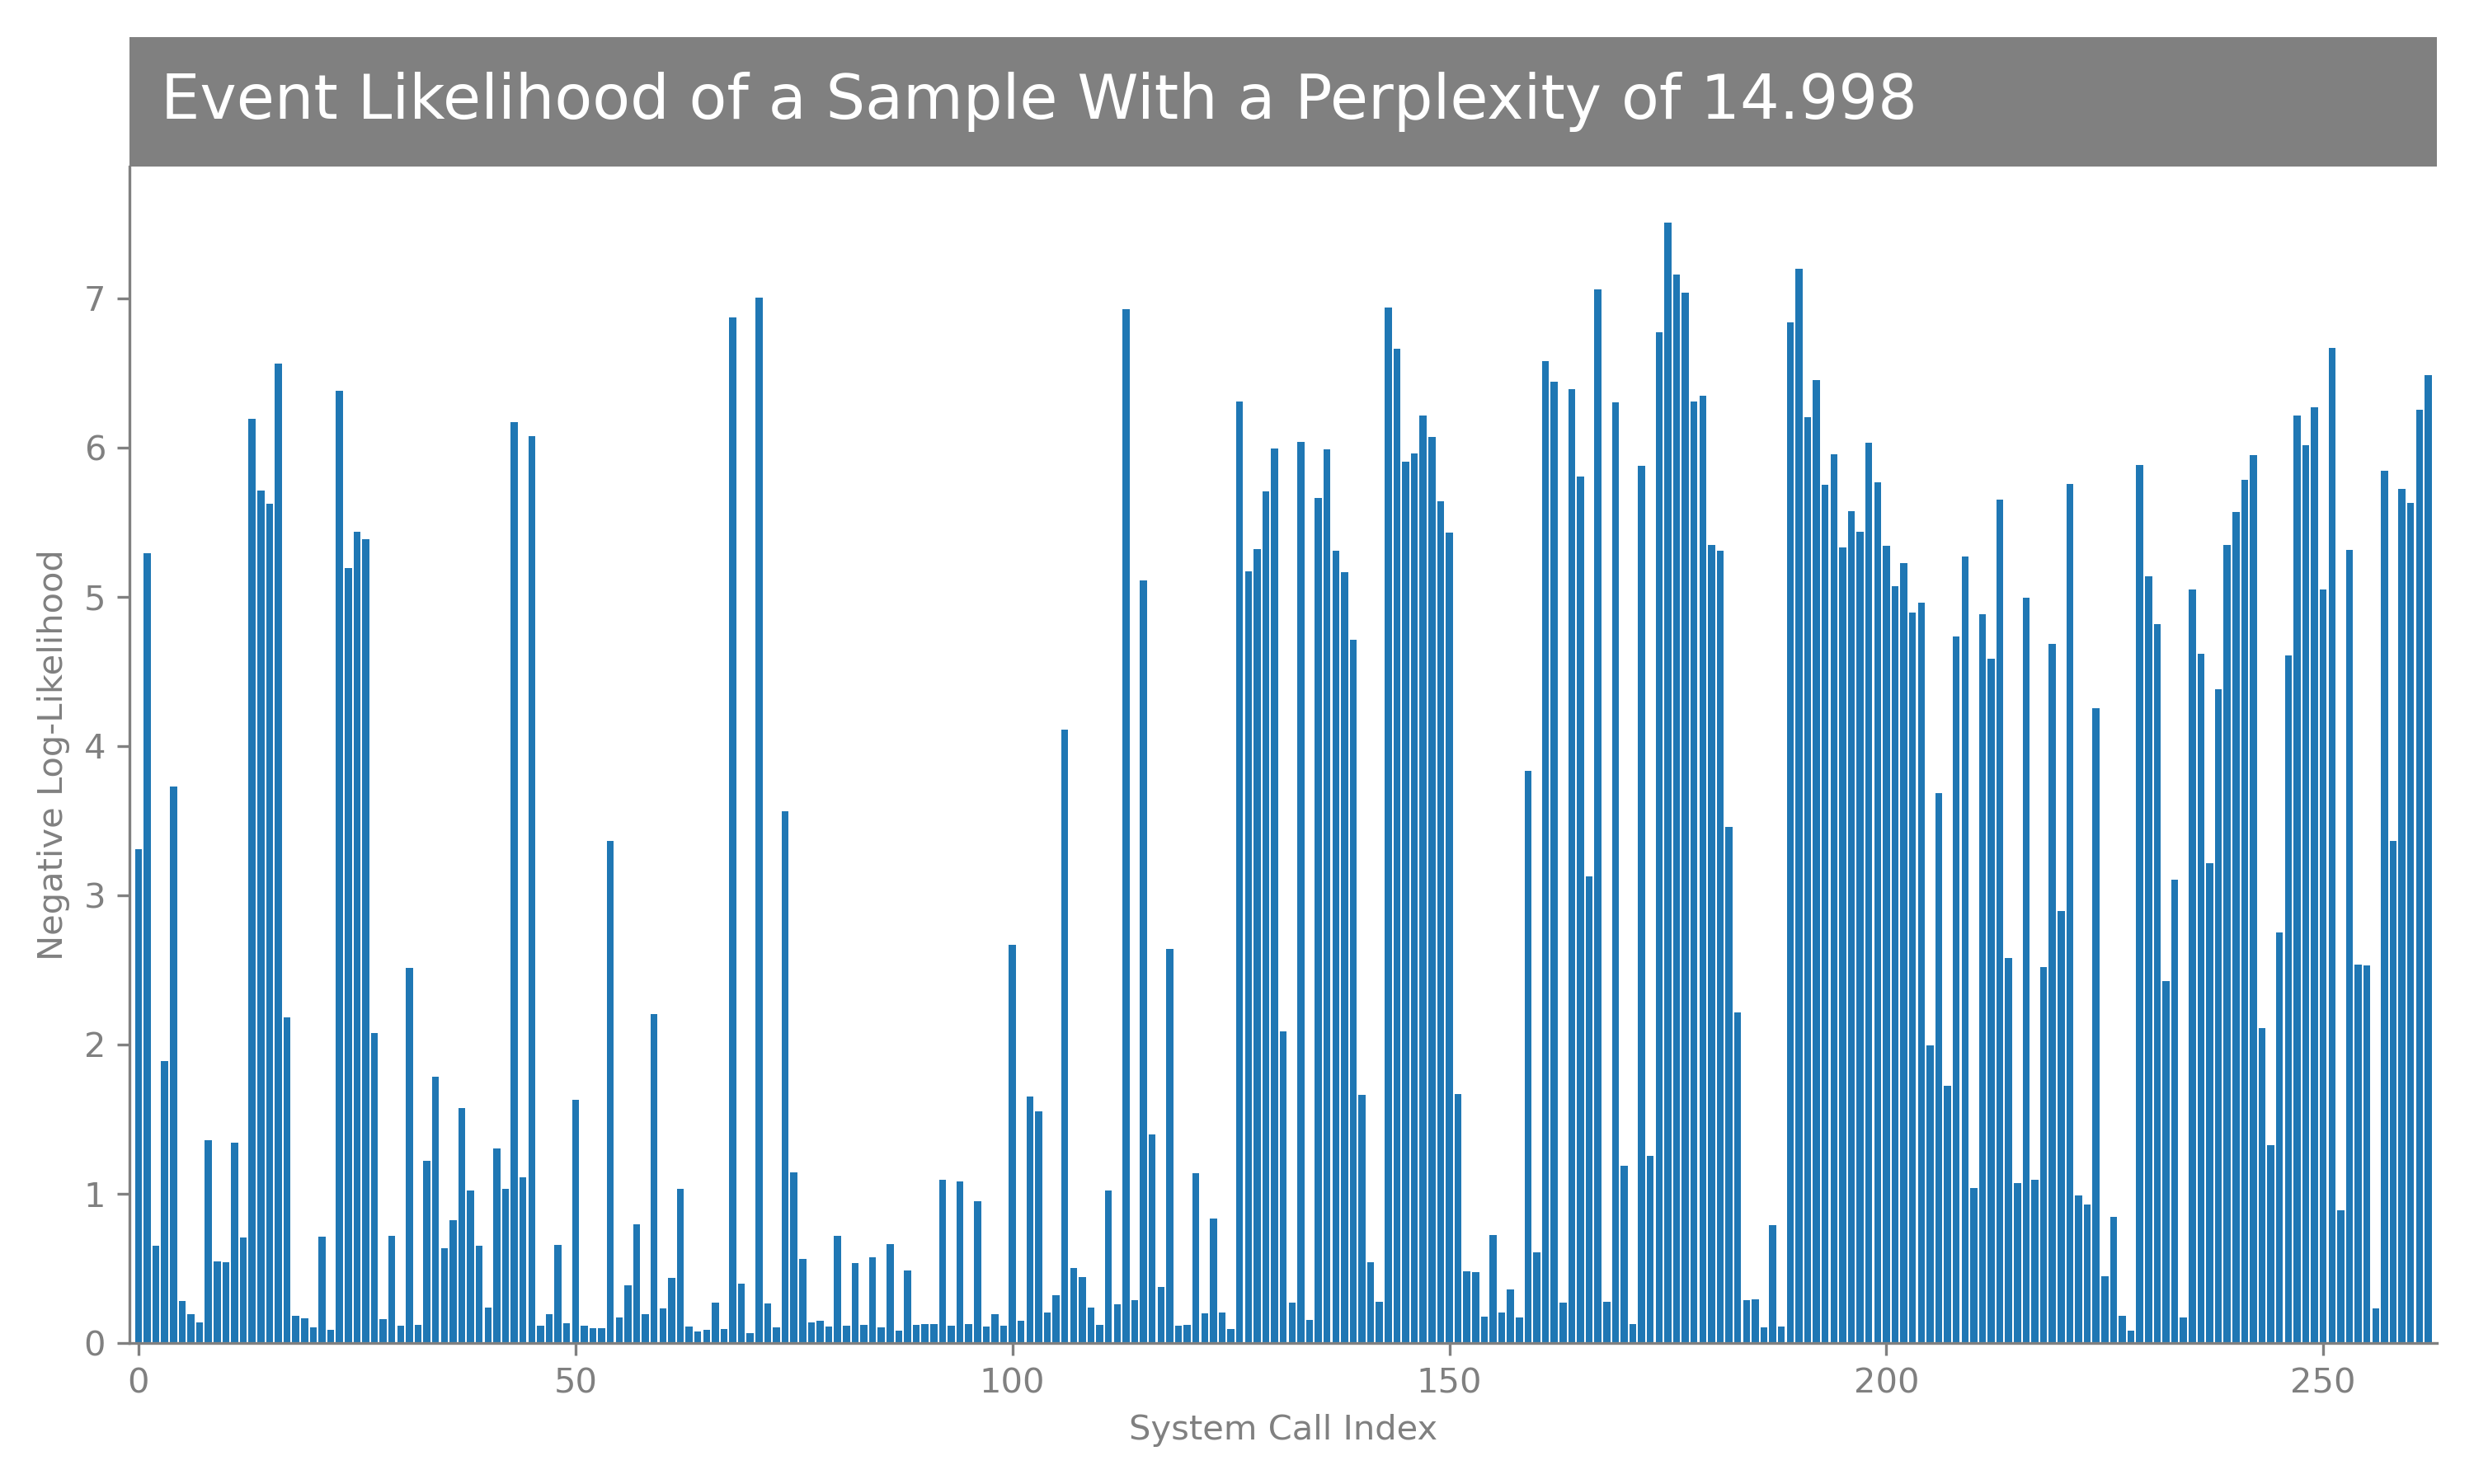 Event Likelihood of a Sample With a Perplexity of 14.998
7
6
5
4
3
2
1
0
Negative Log-Likelihood
0 50 100 150 200 250
System Call Index